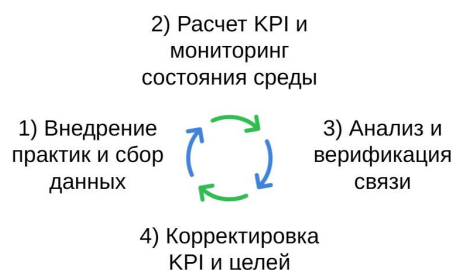 2) Расчет KPI и
мониторинг
состояния среды
1) Внедрение
практик и сбор
данных
3) Анализ и
верификация
связи
4) Корректировка
KPI и целей